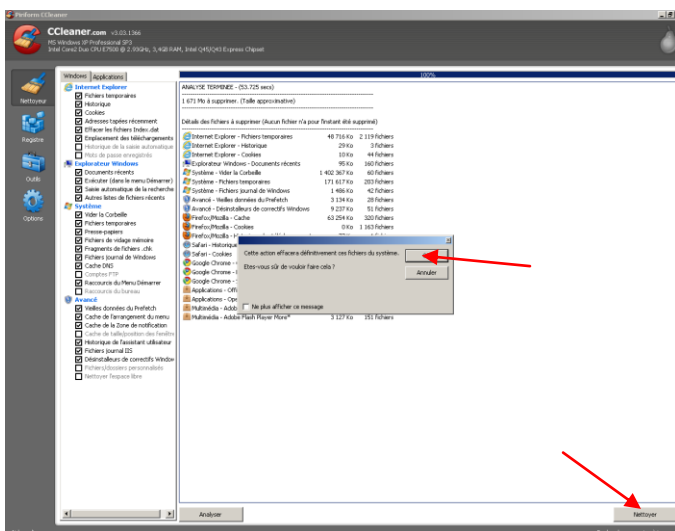 Piriform CCleaner
CCleaner.com v3.03.1366
MS Windows XP Professional SP3
Intel Core2 Duo CPU E7500 @ 2.93GHz, 3,4GB RAM, Intel Q45/Q43 Express Chipset
Nettoyeur
Registre
Outils
Options
Windows Applications
Internet Explorer
Fichiers temporaires
Historique
Cookies
Adresses tapées récemment
Effacer les fichiers Index.dat
Emplacement des téléchargements
Historique de la saisie automatique
Mots de passe enregistrés
Explorateur Windows
Documents récents
Exécuter (dans le menu Démarrer)
Saisie automatique de la recherche
Autres listes de fichiers récents
Système
Vider la Corbeille
Fichiers temporaires
Presse-papiers
Fichiers de vidage mémoire
Fragments de fichiers .chk
Fichiers journal de Windows
Cache DNS
Comptes FTP
Raccourcis du Menu Démarrer
Raccourcis du bureau
Avancé
Vieilles données du Prefetch
Cache de l'arrangement du menu
Cache de la Zone de notification
Cache de taille/position des fenêtre
Historique de l'assistant utilisateur
Fichiers journal IIS
Désinstalleurs de correctifs Window
Fichiers/dossiers personnalisés
Nettoyer l'espace libre
100%
ANALYSE TERMINEE - (53.725 secs)
1 671 Mo à supprimer. (Taille approximative)
Détails des fichiers à supprimer (Aucun fichier n'a pour l'instant été supprimé)
Internet Explorer - Fichiers temporaires 48 716 Ko 2 119 fichiers
Internet Explorer - Historique 29 Ko 3 fichiers
Internet Explorer - Cookies 10 Ko 44 fichiers
Explorateur Windows - Documents récents 95 Ko 160 fichiers
Système - Vider la Corbeille 1 402 367 Ko 60 fichiers
Système - Fichiers temporaires 171 617 Ko 283 fichiers
Système - Fichiers journal de Windows 1 486 Ko 42 fichiers
Avancé - Vieilles données du Prefetch 3 134 Ko 28 fichiers
Avancé - Désinstalleurs de correctifs Windows 9 237 Ko 51 fichiers
Firefox/Mozilla - Cache 63 254 Ko 320 fichiers
Firefox/Mozilla - Cookies 0 Ko 1 163 fichiers
Firefox/Mozilla
Safari - Historique
Safari - Cookies
Google Chrome -
Google Chrome -
Google Chrome -
Applications - Offi
Applications - Ope
Multimédia - Adob
Multimédia - Adobe Flash Player More* 3 127 Ko 151 fichiers
Cette action effacera définitivement ces fichiers du système.
Etes-vous sûr de vouloir faire cela ?
Annuler
Ne plus afficher ce message
Analyser
Nettoyer